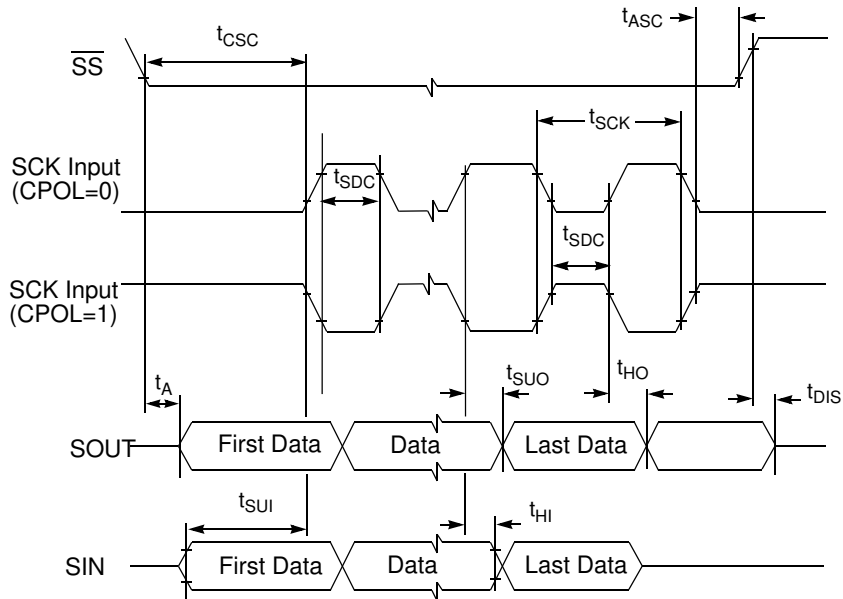 tASC
tCSC
SS
tSCK
SCK Input
(CPOL=0)
tSDC
tSDC
SCK Input
(CPOL=1)
tA
tSUO
tHO
tDIS
SOUT
First Data
Data
Last Data
tSUI
tHI
SIN
First Data
Data
Last Data